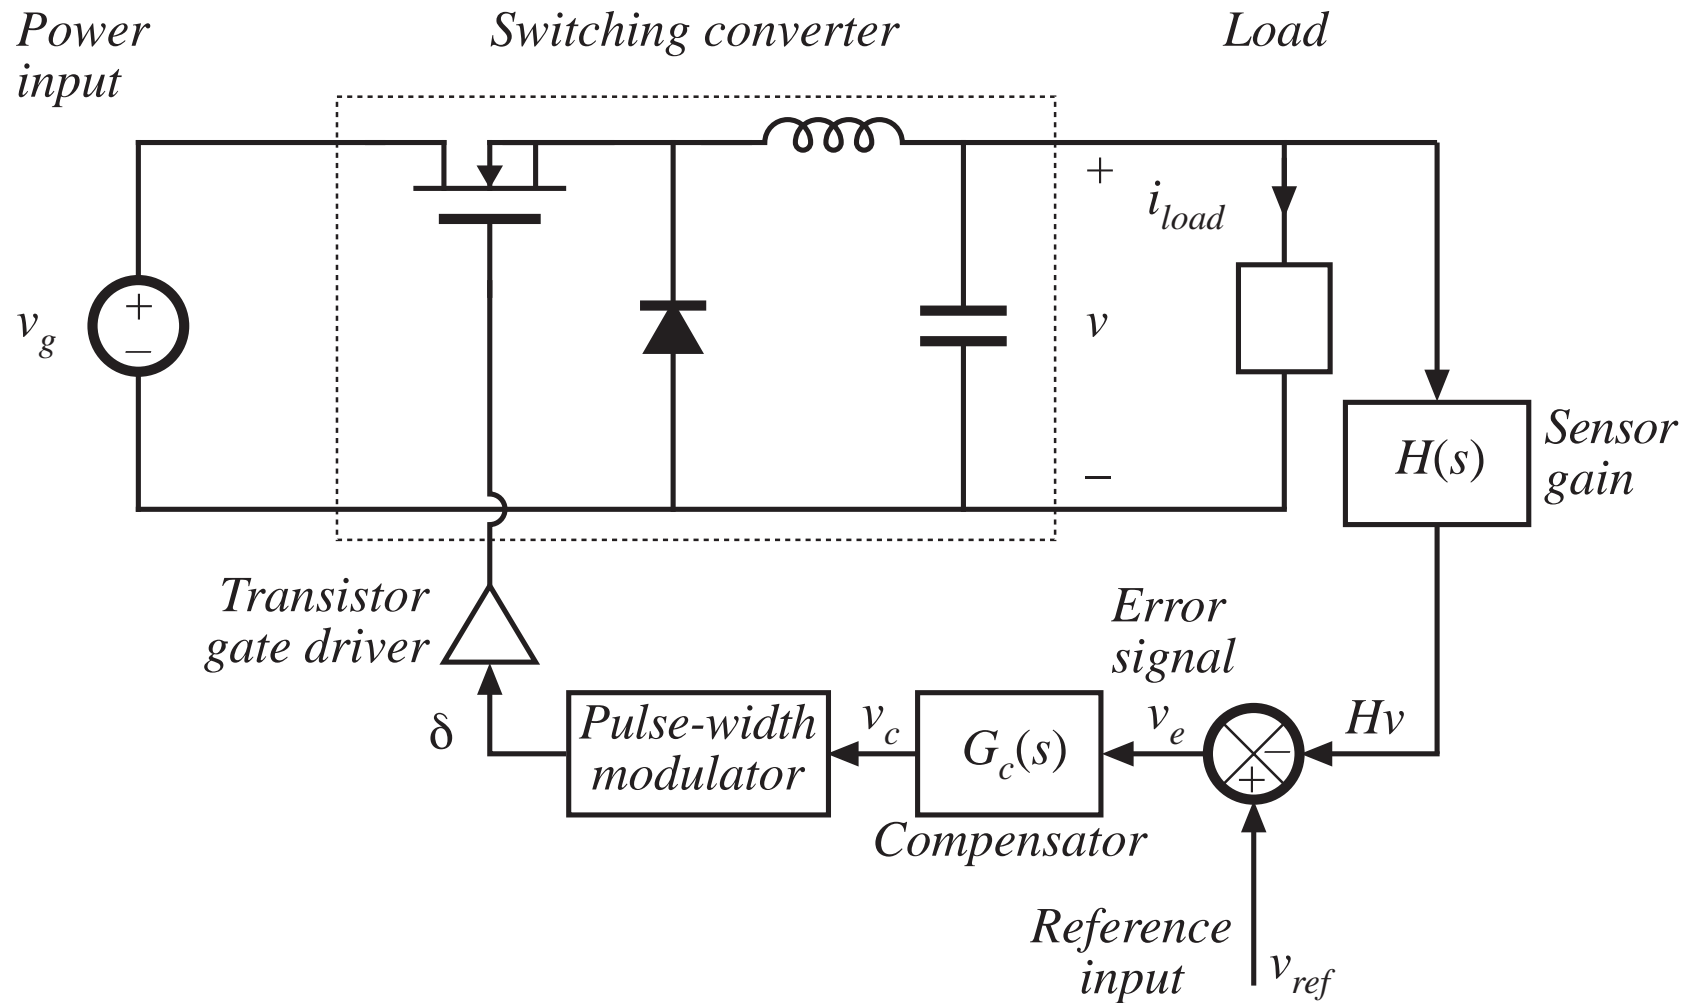 Power
input
Switching converter
Load
+
i_load
v_g
+
–
v
–
H(s)
Sensor
gain
Transistor
gate driver
Error
signal
δ
Pulse-width
modulator
v_c
G_c(s)
v_e
–
+
Hv
Compensator
Reference
input
v_ref